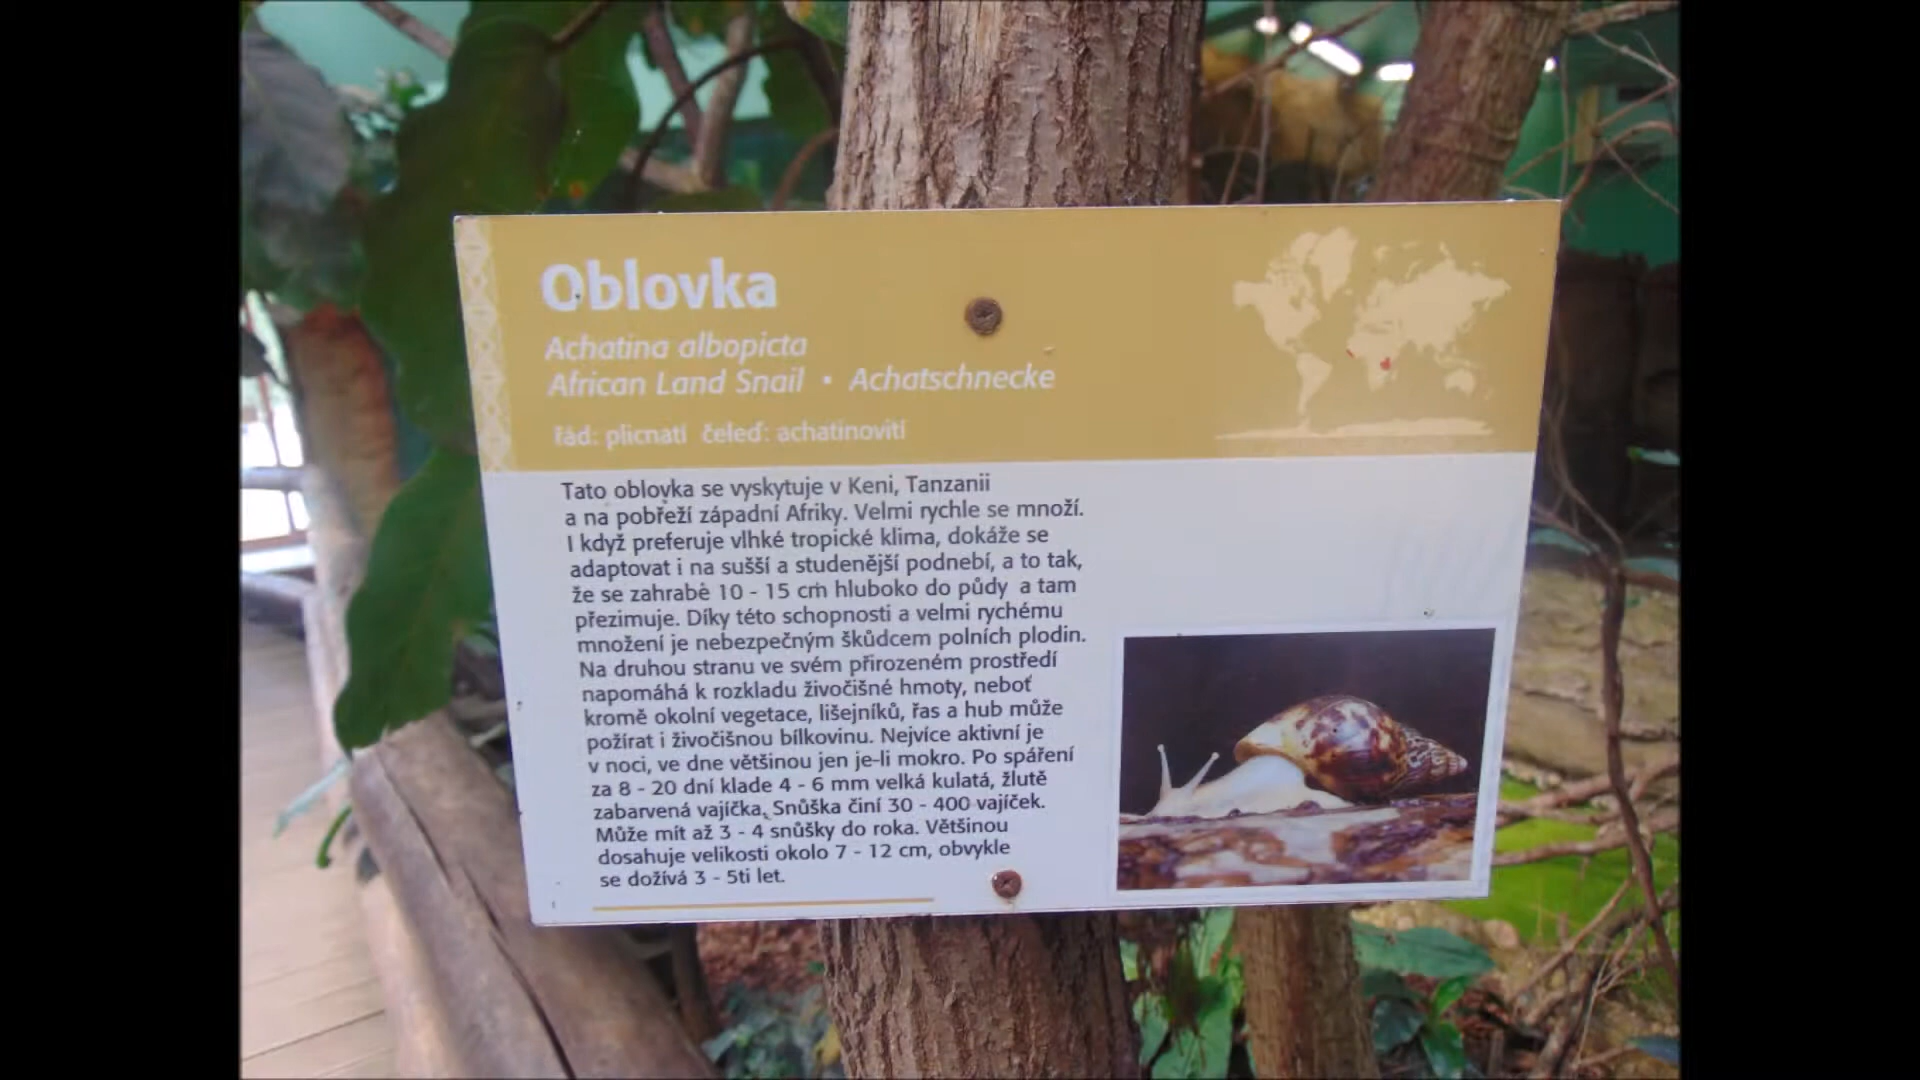 Oblovka
Achatina albopicta
African Land Snail • Achatschnecke
řád: plicnatí čeleď: achatinovití
Tato oblovka se vyskytuje v Keni, Tanzanii
a na pobřeží západní Afriky. Velmi rychle se množí.
I když preferuje vlhké tropické klima, dokáže se
adaptovat i na sušší a studenější podnebí, a to tak,
že se zahrabe 10 - 15 cm hluboko do půdy a tam
přezimuje. Díky této schopnosti a velmi rychému
množení je nebezpečným škůdcem polních plodin.
Na druhou stranu ve svém přirozeném prostředí
napomáhá k rozkladu živočišné hmoty, neboť
kromě okolní vegetace, lišejníků, řas a hub může
požírat i živočišnou bílkovinu. Nejvíce aktivní je
v noci, ve dne většinou jen je-li mokro. Po spáření
za 8 - 20 dní klade 4 - 6 mm velká kulatá, žlutě
zabarvená vajíčka. Snůška činí 30 - 400 vajíček.
Může mít až 3 - 4 snůšky do roka. Většinou
dosahuje velikosti okolo 7 - 12 cm, obvykle
se dožívá 3 - 5ti let.